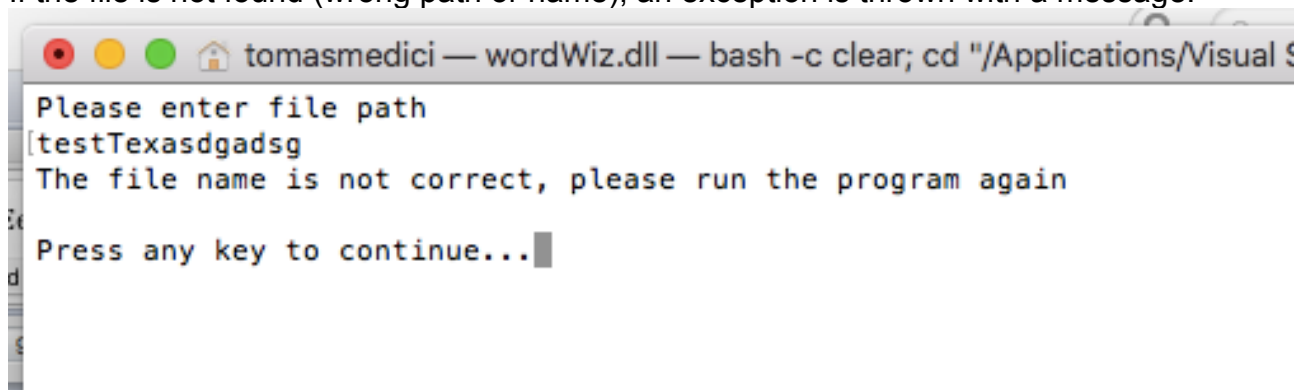 If the file is not found (wrong path or name), an exception is thrown with a message:
tomasmedici — wordWiz.dll — bash -c clear; cd "/Applications/Visual S
Please enter file path
[testTexasdgadsg
The file name is not correct, please run the program again
Press any key to continue...